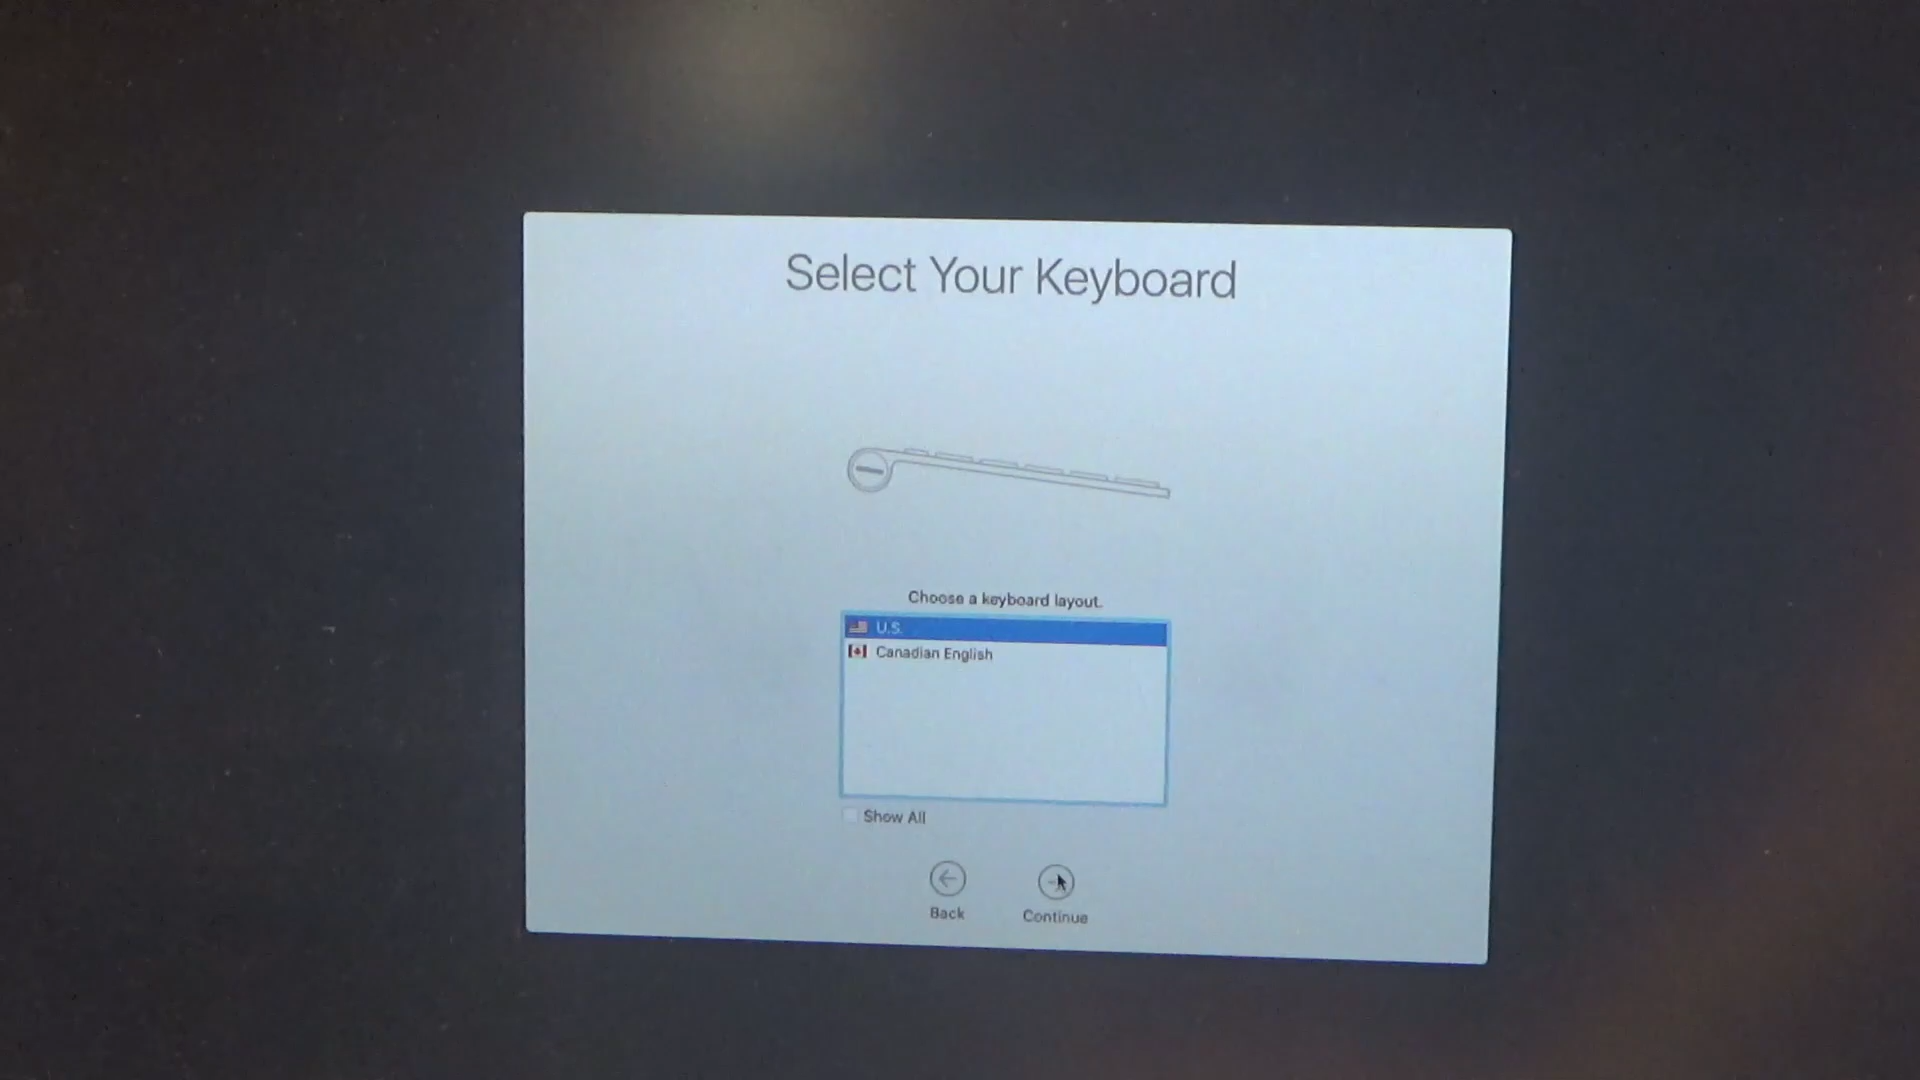 Select Your Keyboard
Choose a keyboard layout.
U.S.
Canadian English
Show All
Back
Continue